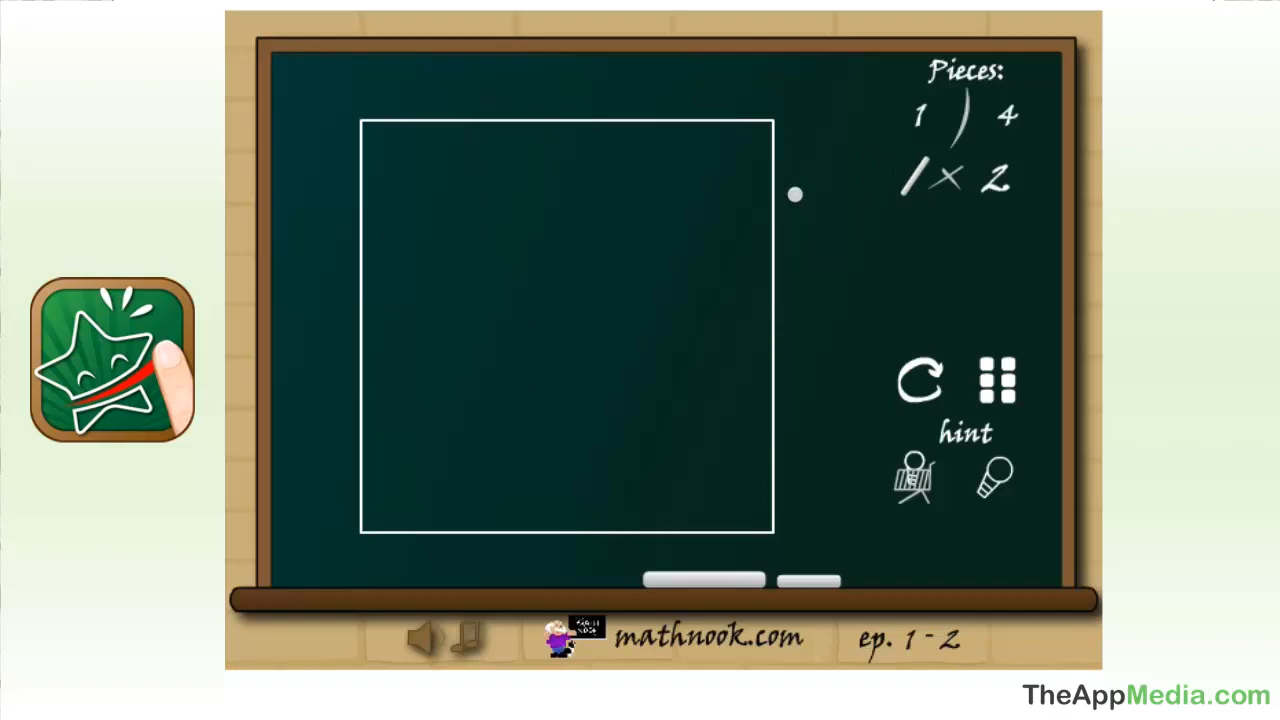 Pieces:
1 ) 4
/ × 2
hint
mathnook.com
ep. 1 - 2
TheAppMedia.com